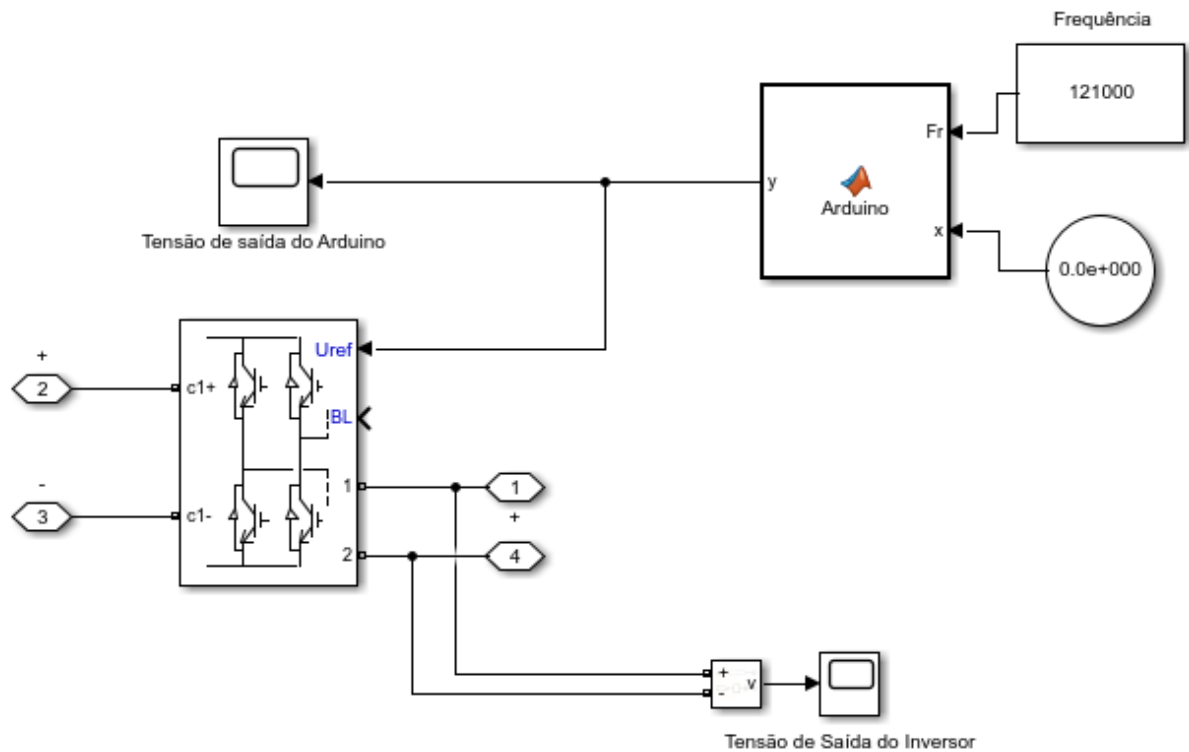 Frequência
121000
Fr
y
Arduino
x
0.0e+000
Tensão de saída do Arduino
Uref
+
2
c1+
BL
1
1
+
-
3
c1-
2
4
+
-
v
Tensão de Saída do Inversor